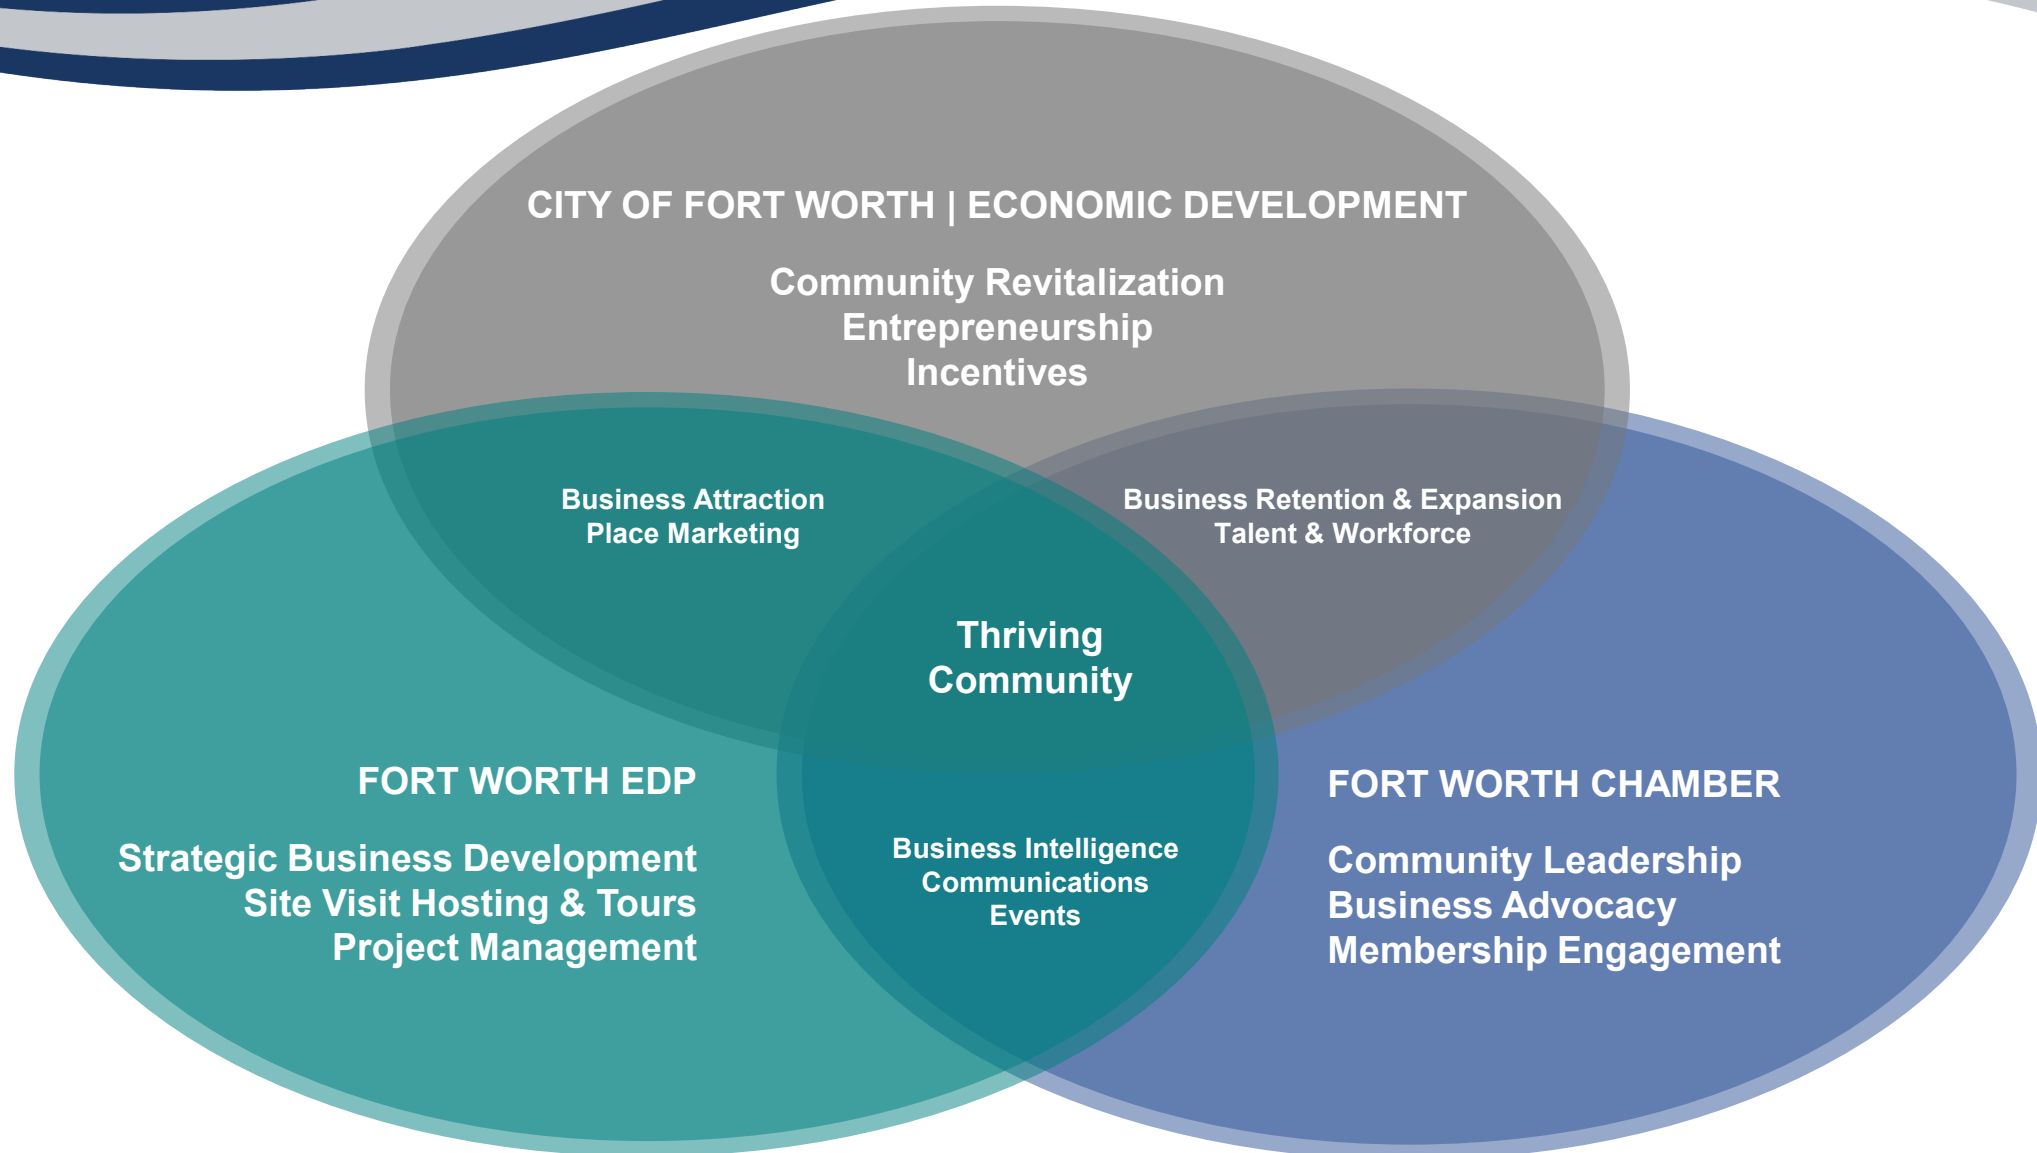 CITY OF FORT WORTH | ECONOMIC DEVELOPMENT
Community Revitalization
Entrepreneurship
Incentives
Business Attraction
Place Marketing
Business Retention & Expansion
Talent & Workforce
Thriving
Community
FORT WORTH EDP
Strategic Business Development
Site Visit Hosting & Tours
Project Management
Business Intelligence
Communications
Events
FORT WORTH CHAMBER
Community Leadership
Business Advocacy
Membership Engagement